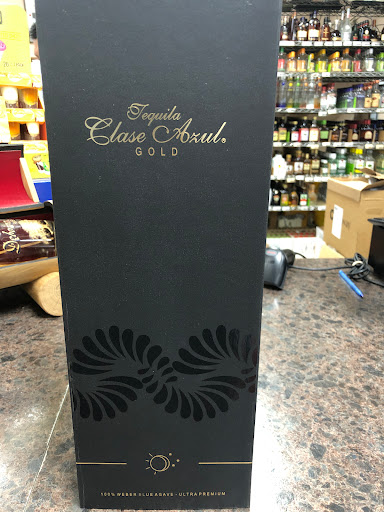 Tequila
Clase Azul®
GOLD
100% WEBER BLUE AGAVE - ULTRA PREMIUM